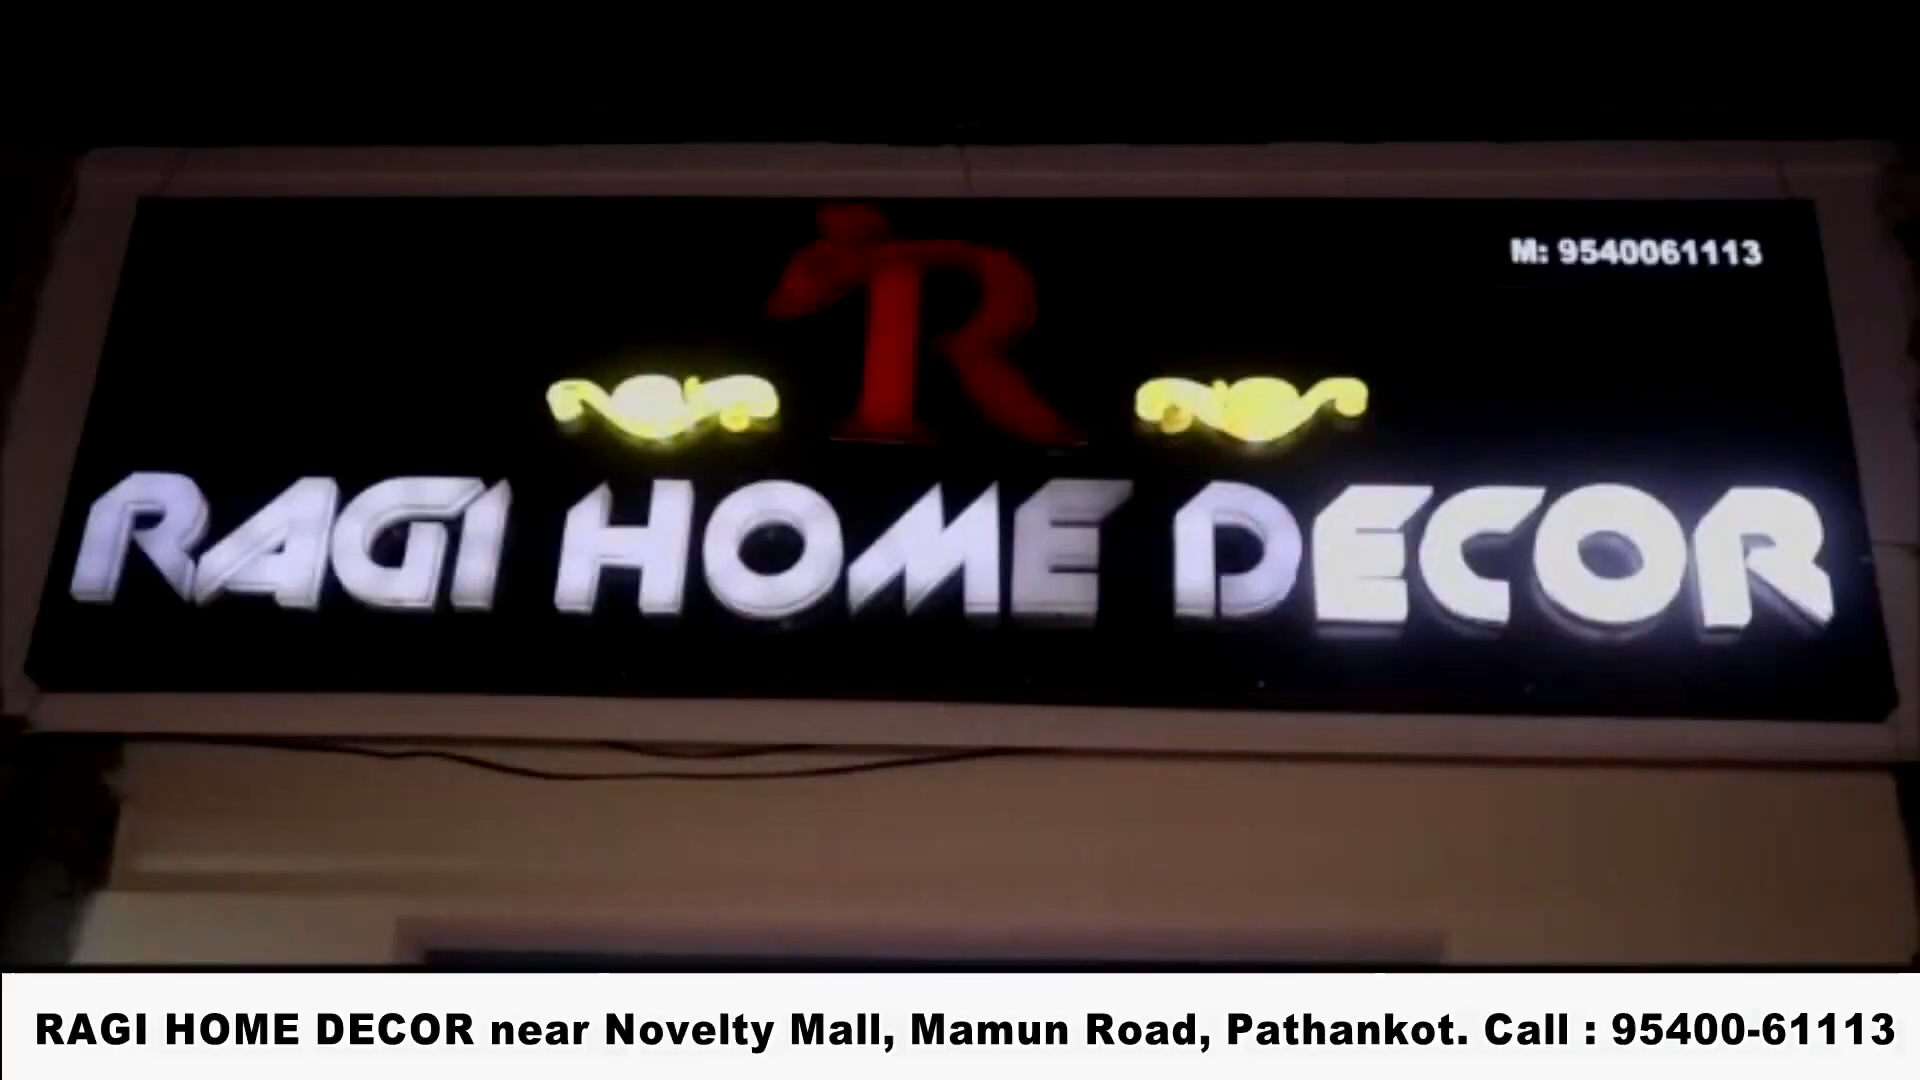 M: 9540061113
R
RAGI HOME DECOR
RAGI HOME DECOR near Novelty Mall, Mamun Road, Pathankot. Call : 95400-61113